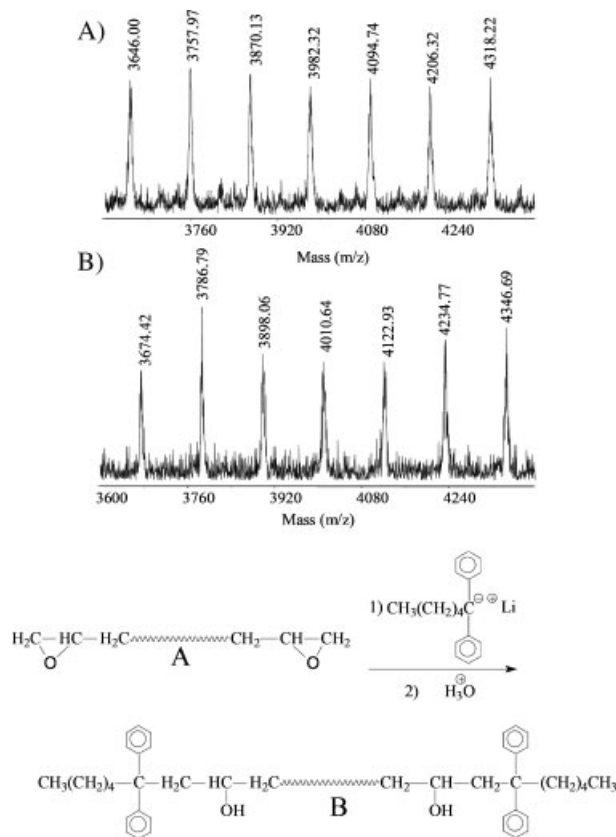 A)
3646.00 3757.97 3870.13 3982.32 4094.74 4206.32 4318.22
3760 3920 4080 4240
Mass (m/z)
B)
3674.42 3786.79 3898.06 4010.64 4122.93 4234.77 4346.69
3600 3760 3920 4080 4240
Mass (m/z)
1) CH₃(CH₂)₄C⊖ ⊕ Li
H₂C—HC—H₂C CH₂—CH—CH₂
O A O
2) H₃O⊕
CH₃(CH₂)₄—C—H₂C—CH—H₂C CH₂—CH—CH₂—C—(CH₂)₄CH₃
OH B OH